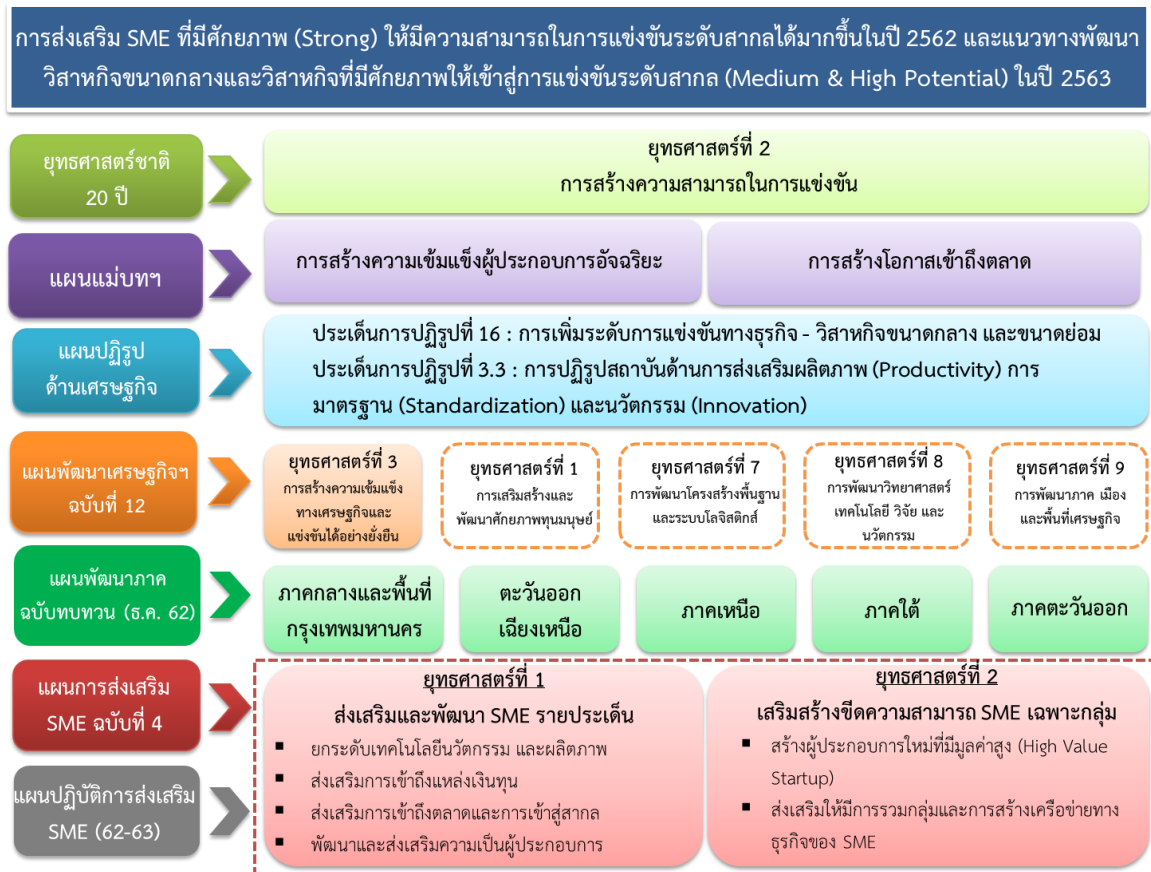 การส่งเสริม SME ที่มีศักยภาพ (Strong) ให้มีความสามารถในการแข่งขันระดับสากลได้มากขึ้นในปี 2562 และแนวทางพัฒนา
วิสาหกิจขนาดกลางและวิสาหกิจที่มีศักยภาพให้เข้าสู่การแข่งขันระดับสากล (Medium & High Potential) ในปี 2563
ยุทธศาสตร์ชาติ
20 ปี
ยุทธศาสตร์ที่ 2
การสร้างความสามารถในการแข่งขัน
แผนแม่บทฯ
การสร้างความเข้มแข็งผู้ประกอบการอัจฉริยะ
การสร้างโอกาสเข้าถึงตลาด
แผนปฏิรูป
ด้านเศรษฐกิจ
ประเด็นการปฏิรูปที่ 16 : การเพิ่มระดับการแข่งขันทางธุรกิจ - วิสาหกิจขนาดกลาง และขนาดย่อม
ประเด็นการปฏิรูปที่ 3.3 : การปฏิรูปสถาบันด้านการส่งเสริมผลิตภาพ (Productivity) การ
มาตรฐาน (Standardization) และนวัตกรรม (Innovation)
แผนพัฒนาเศรษฐกิจฯ
ฉบับที่ 12
ยุทธศาสตร์ที่ 3
การสร้างความเข้มแข็ง
ทางเศรษฐกิจและ
แข่งขันได้อย่างยั่งยืน
ยุทธศาสตร์ที่ 1
การเสริมสร้างและ
พัฒนาศักยภาพทุนมนุษย์
ยุทธศาสตร์ที่ 7
การพัฒนาโครงสร้างพื้นฐาน
และระบบโลจิสติกส์
ยุทธศาสตร์ที่ 8
การพัฒนาวิทยาศาสตร์
เทคโนโลยี วิจัย และ
นวัตกรรม
ยุทธศาสตร์ที่ 9
การพัฒนาภาค เมือง
และพื้นที่เศรษฐกิจ
แผนพัฒนาภาค
ฉบับทบทวน (ธ.ค. 62)
ภาคกลางและพื้นที่
กรุงเทพมหานคร
ตะวันออก
เฉียงเหนือ
ภาคเหนือ
ภาคใต้
ภาคตะวันออก
แผนการส่งเสริม
SME ฉบับที่ 4
แผนปฏิบัติการส่งเสริม
SME (62-63)
ยุทธศาสตร์ที่ 1
ส่งเสริมและพัฒนา SME รายประเด็น
▪ ยกระดับเทคโนโลยีนวัตกรรม และผลิตภาพ
▪ ส่งเสริมการเข้าถึงแหล่งเงินทุน
▪ ส่งเสริมการเข้าถึงตลาดและการเข้าสู่สากล
▪ พัฒนาและส่งเสริมความเป็นผู้ประกอบการ
ยุทธศาสตร์ที่ 2
เสริมสร้างขีดความสามารถ SME เฉพาะกลุ่ม
▪ สร้างผู้ประกอบการใหม่ที่มีมูลค่าสูง (High Value
Startup)
▪ ส่งเสริมให้มีการรวมกลุ่มและการสร้างเครือข่ายทาง
ธุรกิจของ SME